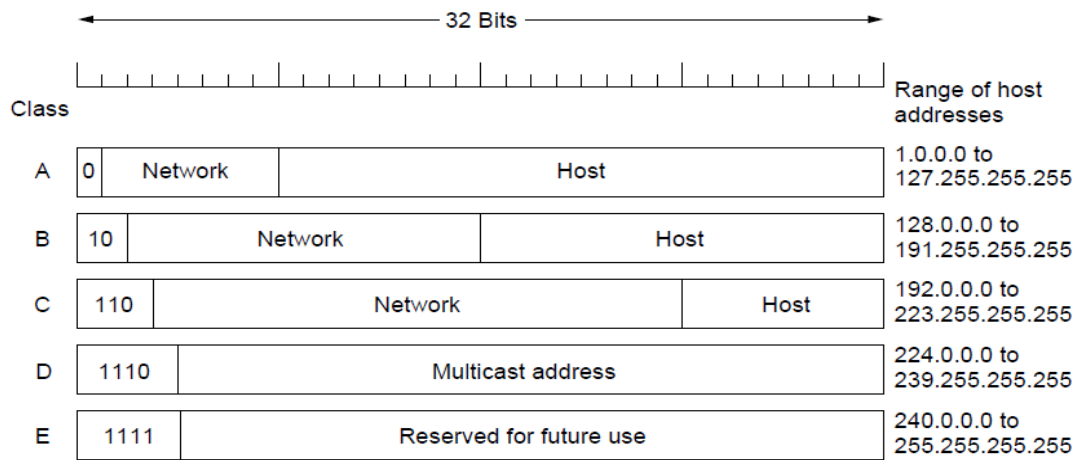 32 Bits
Range of host
addresses
Class
A
0
Network
Host
1.0.0.0 to
127.255.255.255
B
10
Network
Host
128.0.0.0 to
191.255.255.255
C
110
Network
Host
192.0.0.0 to
223.255.255.255
D
1110
Multicast address
224.0.0.0 to
239.255.255.255
E
1111
Reserved for future use
240.0.0.0 to
255.255.255.255